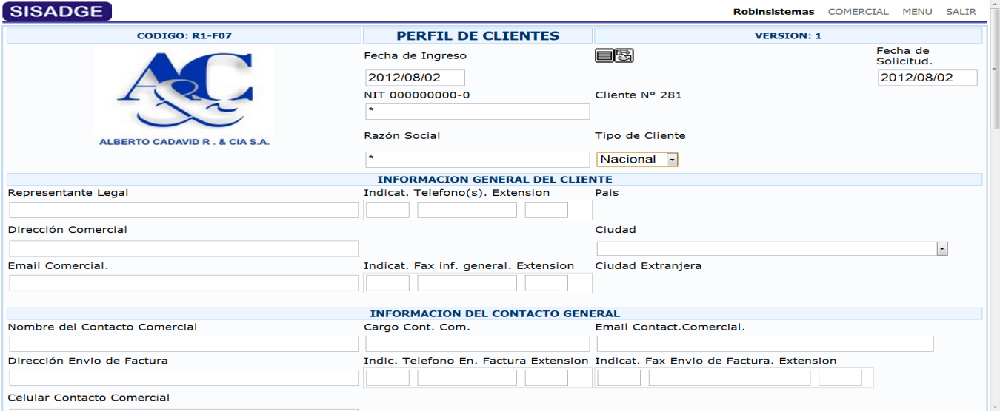 SISADGE
Robinsistemas COMERCIAL MENU SALIR
CODIGO: R1-F07 PERFIL DE CLIENTES VERSION: 1
A&C
ALBERTO CADAVID R . & CIA S.A.
Fecha de Ingreso
Fecha de Solicitud.
2012/08/02
2012/08/02
NIT 000000000-0 Cliente N° 281
*
Razón Social Tipo de Cliente
* Nacional
INFORMACION GENERAL DEL CLIENTE
Representante Legal Indicat. Telefono(s). Extension Pais
Dirección Comercial Ciudad
Email Comercial. Indicat. Fax inf. general. Extension Ciudad Extranjera
INFORMACION DEL CONTACTO GENERAL
Nombre del Contacto Comercial Cargo Cont. Com. Email Contact.Comercial.
Dirección Envio de Factura Indic. Telefono En. Factura Extension Indicat. Fax Envio de Factura. Extension
Celular Contacto Comercial